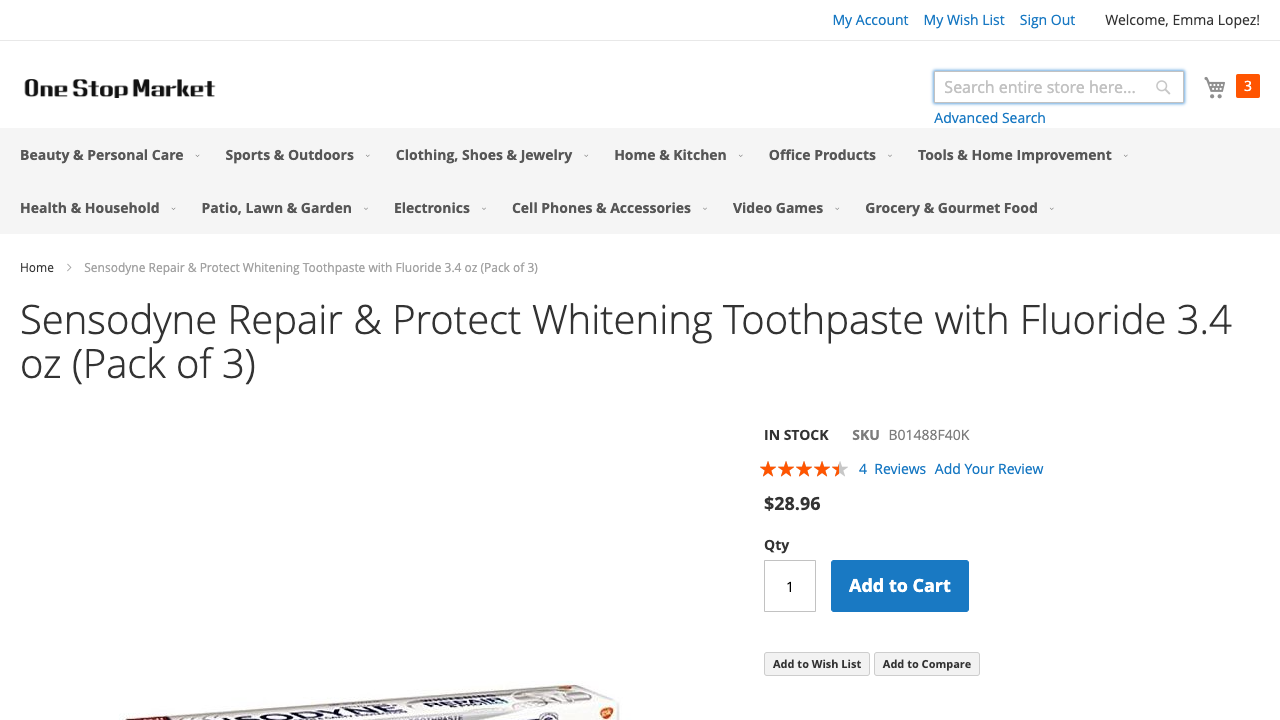 My Account My Wish List Sign Out Welcome, Emma Lopez!
One Stop Market
Search entire store here...
3
Advanced Search
Beauty & Personal Care Sports & Outdoors Clothing, Shoes & Jewelry Home & Kitchen Office Products Tools & Home Improvement
Health & Household Patio, Lawn & Garden Electronics Cell Phones & Accessories Video Games Grocery & Gourmet Food
Home Sensodyne Repair & Protect Whitening Toothpaste with Fluoride 3.4 oz (Pack of 3)
Sensodyne Repair & Protect Whitening Toothpaste with Fluoride 3.4
oz (Pack of 3)
IN STOCK SKU B01488F40K
4 Reviews Add Your Review
$28.96
Qty
1 Add to Cart
Add to Wish List Add to Compare